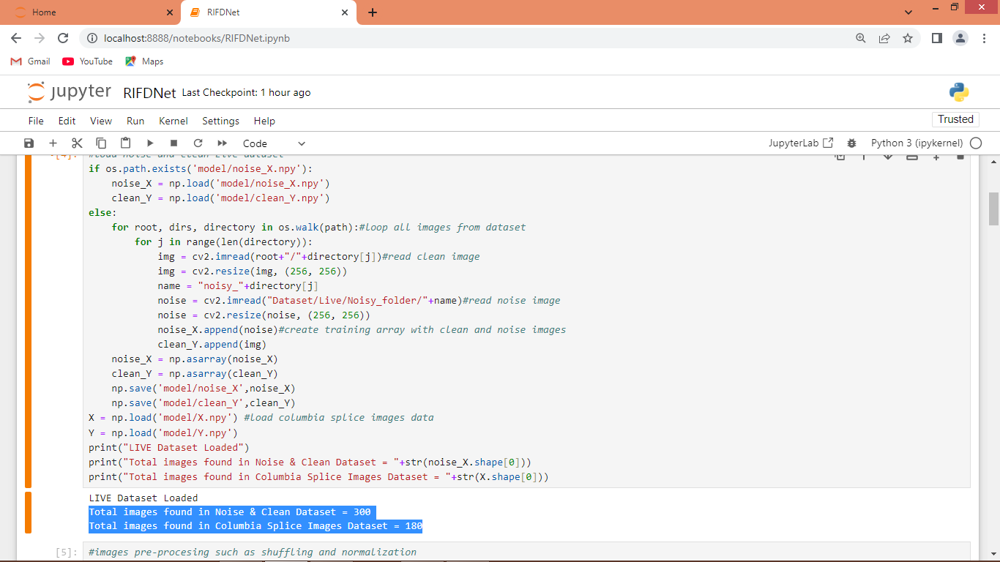 Home
RIFDNet
localhost:8888/notebooks/RIFDNet.ipynb
Gmail YouTube Maps
jupyter RIFDNet Last Checkpoint: 1 hour ago
File Edit View Run Kernel Settings Help Trusted
Code JupyterLab Python 3 (ipykernel)
[4]: #load noise and clean Live dataset
if os.path.exists('model/noise_X.npy'):
    noise_X = np.load('model/noise_X.npy')
    clean_Y = np.load('model/clean_Y.npy')
else:
    for root, dirs, directory in os.walk(path):#loop all images from dataset
        for j in range(len(directory)):
            img = cv2.imread(root+"/"+directory[j])#read clean image
            img = cv2.resize(img, (256, 256))
            name = "noisy_"+directory[j]
            noise = cv2.imread("Dataset/Live/Noisy_folder/"+name)#read noise image
            noise = cv2.resize(noise, (256, 256))
            noise_X.append(noise)#create training array with clean and noise images
            clean_Y.append(img)
    noise_X = np.asarray(noise_X)
    clean_Y = np.asarray(clean_Y)
    np.save('model/noise_X',noise_X)
    np.save('model/clean_Y',clean_Y)
X = np.load('model/X.npy') #load columbia splice images data
Y = np.load('model/Y.npy')
print("LIVE Dataset Loaded")
print("Total images found in Noise & Clean Dataset = "+str(noise_X.shape[0]))
print("Total images found in Columbia Splice Images Dataset = "+str(X.shape[0]))
LIVE Dataset Loaded
Total images found in Noise & Clean Dataset = 300
Total images found in Columbia Splice Images Dataset = 180
[5]: #images pre-procesing such as shuffling and normalization